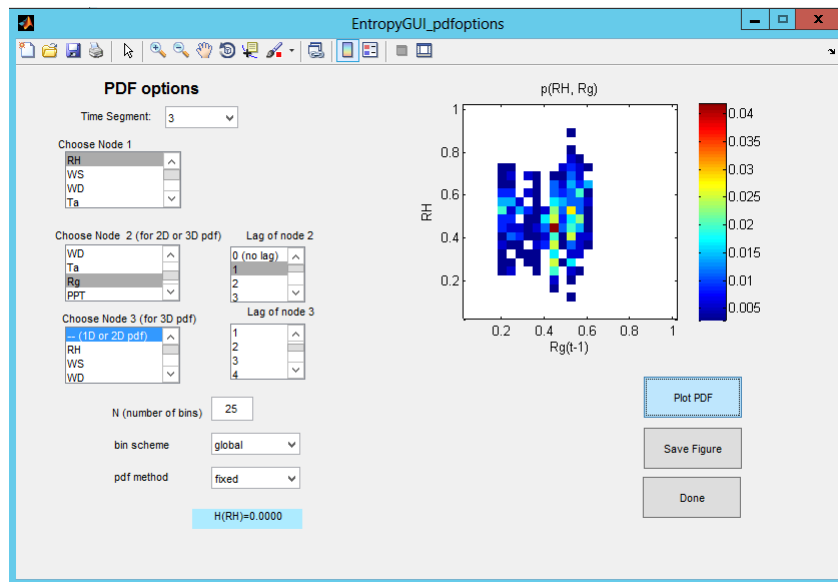 EntropyGUI_pdfoptions
PDF options
Time Segment: 3
Choose Node 1
RH
WS
WD
Ta
Choose Node 2 (for 2D or 3D pdf)
WD
Ta
Rg
PPT
Lag of node 2
0 (no lag)
1
2
3
Choose Node 3 (for 3D pdf)
-- (1D or 2D pdf)
RH
WS
WD
Lag of node 3
1
2
3
4
N (number of bins) 25
bin scheme global
pdf method fixed
H(RH)=0.0000
p(RH, Rg)
1
0.8
0.6
0.4
0.2
RH
0.2 0.4 0.6 0.8 1
Rg(t-1)
0.04
0.035
0.03
0.025
0.02
0.015
0.01
0.005
Plot PDF
Save Figure
Done